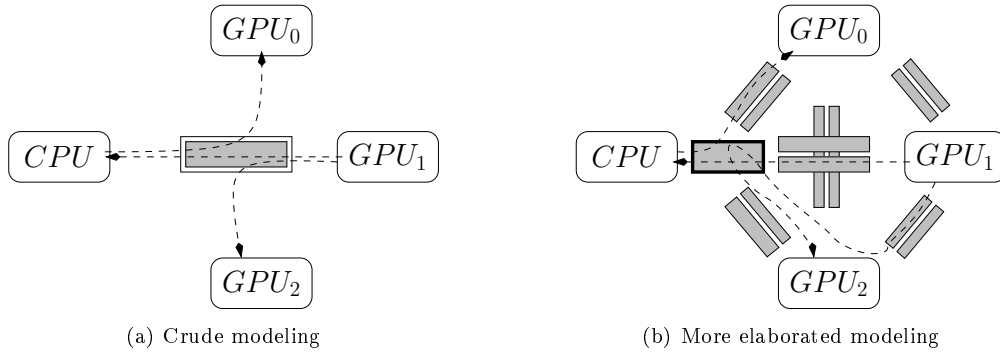 GPU₀ GPU₀
CPU GPU₁ CPU GPU₁
GPU₂ GPU₂
(a) Crude modeling (b) More elaborated modeling